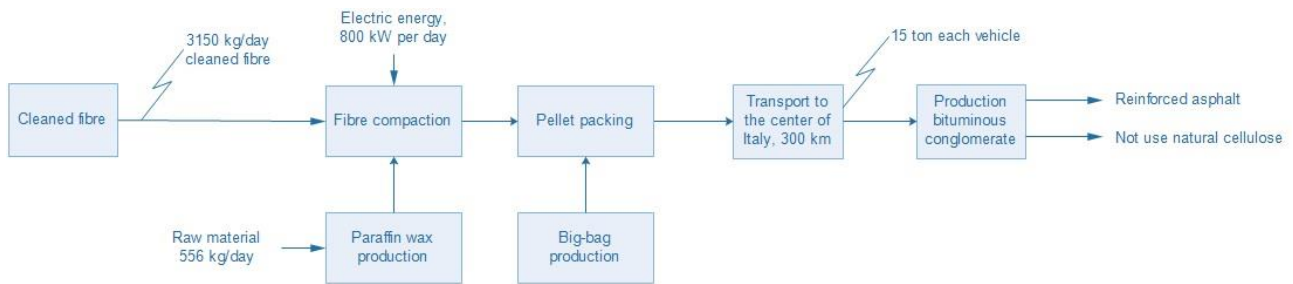 Electric energy,
800 kW per day
3150 kg/day
cleaned fibre
15 ton each vehicle
Cleaned fibre
Fibre compaction
Pellet packing
Transport to
the center of
Italy, 300 km
Production
bituminous
conglomerate
Reinforced asphalt
Not use natural cellulose
Raw material
556 kg/day
Paraffin wax
production
Big-bag
production